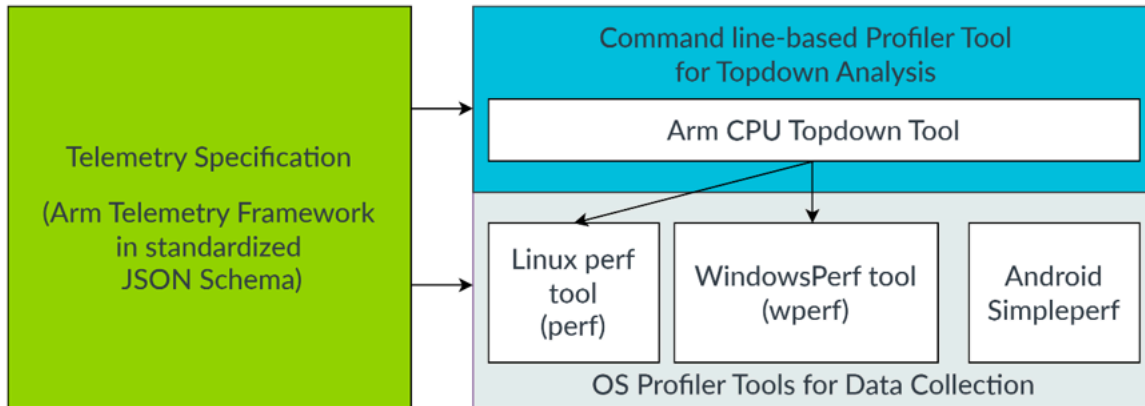 Telemetry Specification
(Arm Telemetry Framework
in standardized
JSON Schema)
Command line-based Profiler Tool
for Topdown Analysis
Arm CPU Topdown Tool
Linux perf
tool
(perf)
WindowsPerf tool
(wperf)
Android
Simpleperf
OS Profiler Tools for Data Collection